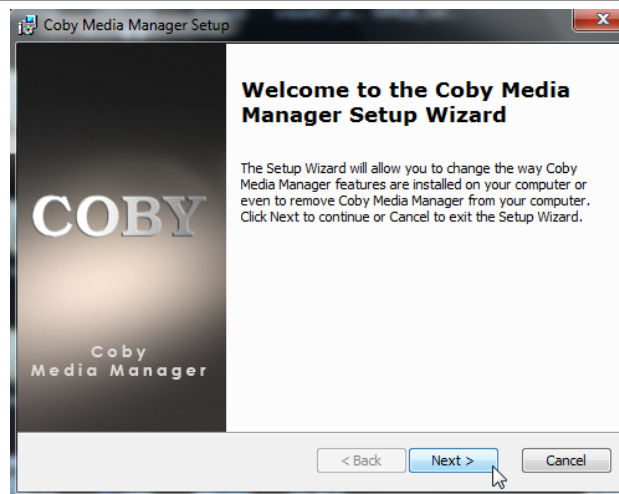 Coby Media Manager Setup
Welcome to the Coby Media
Manager Setup Wizard
The Setup Wizard will allow you to change the way Coby
Media Manager features are installed on your computer or
even to remove Coby Media Manager from your computer.
Click Next to continue or Cancel to exit the Setup Wizard.
COBY
Coby
Media Manager
< Back
Next >
Cancel